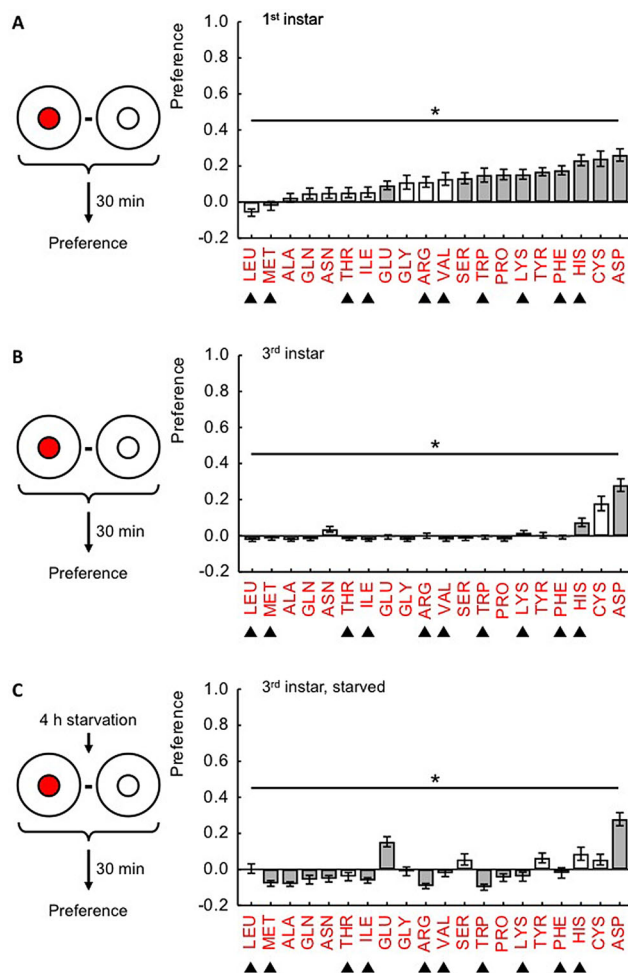 A
1st instar
Preference
1.0
0.8
0.6
0.4
0.2
0.0
-0.2
*
-
30 min
Preference
LEU MET ALA GLN ASN THR ILE GLU GLY ARG VAL SER TRP PRO LYS TYR PHE HIS CYS ASP
B
3rd instar
Preference
1.0
0.8
0.6
0.4
0.2
0.0
-0.2
*
-
30 min
Preference
LEU MET ALA GLN ASN THR ILE GLU GLY ARG VAL SER TRP PRO LYS TYR PHE HIS CYS ASP
C
3rd instar, starved
4 h starvation
Preference
1.0
0.8
0.6
0.4
0.2
0.0
-0.2
*
-
30 min
Preference
LEU MET ALA GLN ASN THR ILE GLU GLY ARG VAL SER TRP PRO LYS TYR PHE HIS CYS ASP